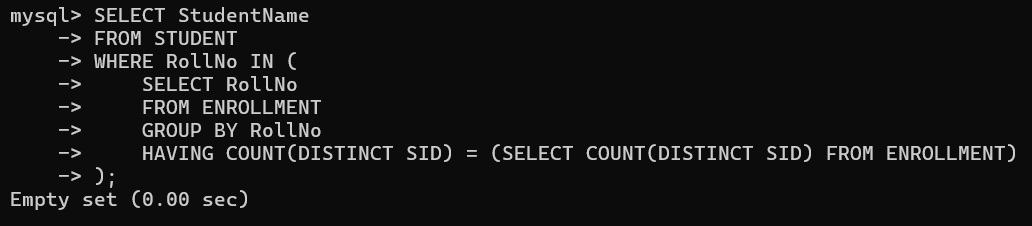 mysql> SELECT StudentName
    -> FROM STUDENT
    -> WHERE RollNo IN (
    ->     SELECT RollNo
    ->     FROM ENROLLMENT
    ->     GROUP BY RollNo
    ->     HAVING COUNT(DISTINCT SID) = (SELECT COUNT(DISTINCT SID) FROM ENROLLMENT)
    -> );
Empty set (0.00 sec)